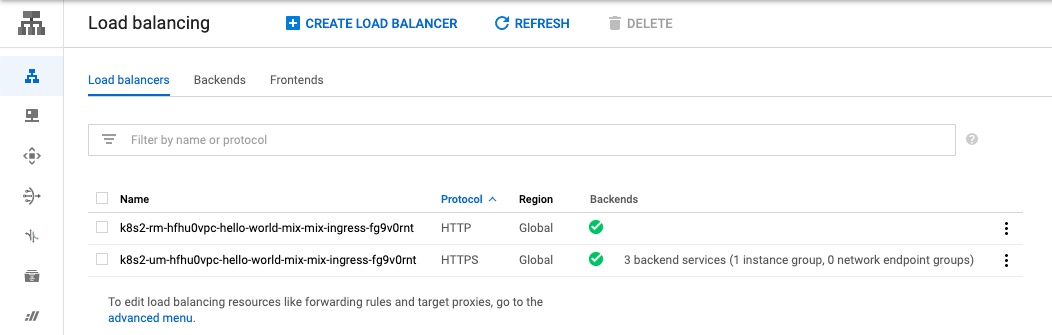 Load balancing CREATE LOAD BALANCER REFRESH DELETE
Load balancers Backends Frontends
Filter by name or protocol ?
Name Protocol Region Backends
k8s2-rm-hfhu0vpc-hello-world-mix-mix-ingress-fg9v0rnt HTTP Global
k8s2-um-hfhu0vpc-hello-world-mix-mix-ingress-fg9v0rnt HTTPS Global 3 backend services (1 instance group, 0 network endpoint groups)
To edit load balancing resources like forwarding rules and target proxies, go to the
advanced menu.